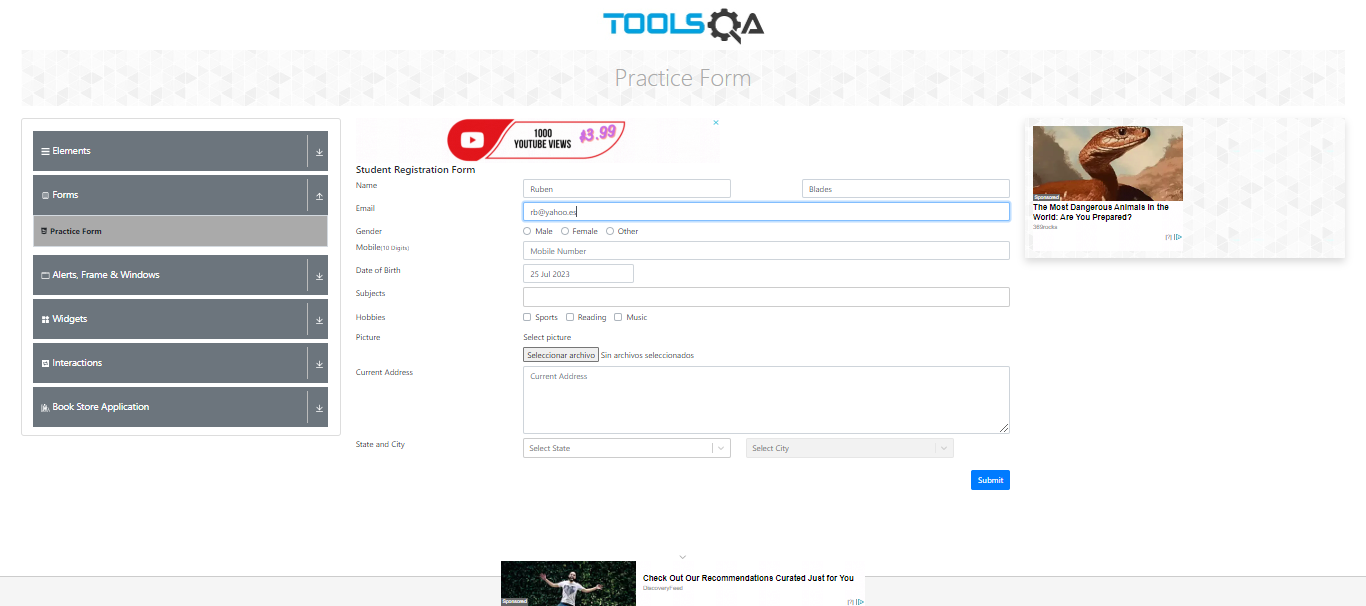 TOOLSQA
Practice Form
Elements
Forms
Practice Form
Alerts, Frame & Windows
Widgets
Interactions
Book Store Application
1000
YOUTUBE VIEWS
$3.99
Student Registration Form
Name
Ruben
Blades
Email
rb@yahoo.es
Gender
Male
Female
Other
Mobile(10 Digits)
Mobile Number
Date of Birth
25 Jul 2023
Subjects
Hobbies
Sports
Reading
Music
Picture
Select picture
Seleccionar archivo Sin archivos seleccionados
Current Address
Current Address
State and City
Select State
Select City
Submit
Sponsored
The Most Dangerous Animals In the
World: Are You Prepared?
369rocks
Sponsored
Check Out Our Recommendations Curated Just for You
DiscoveryFeed